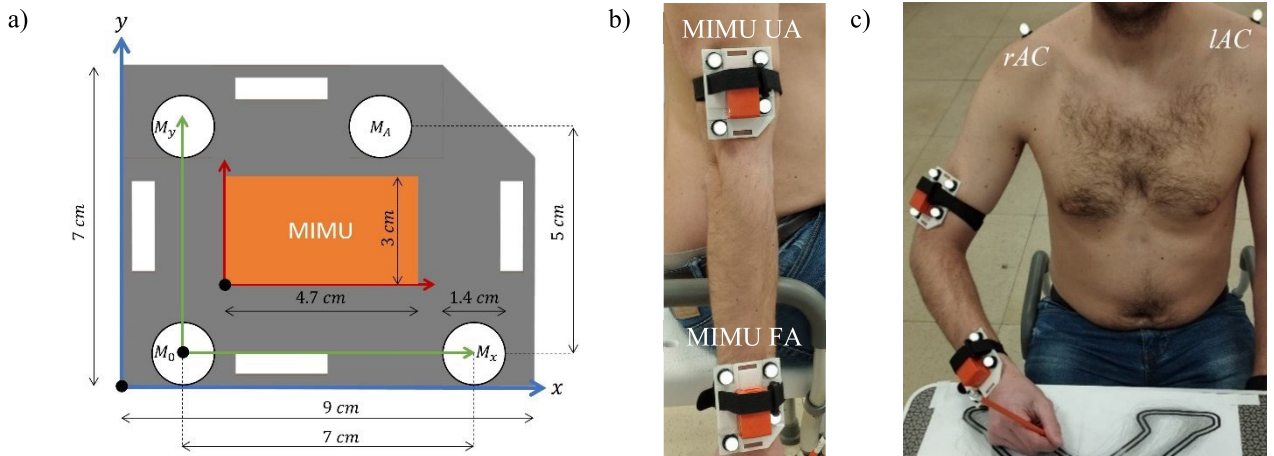 a)
y
7 cm
M_y
M_A
MIMU
3 cm
5 cm
4.7 cm
1.4 cm
M_0
M_x
x
9 cm
7 cm
b)
MIMU UA
MIMU FA
c)
rAC
lAC